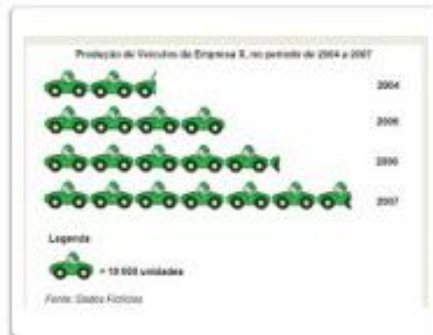 Produção de Veículos da Empresa X, no período de 2004 a 2007
2004
2005
2006
2007
Legenda
= 10 000 unidades
Fonte: Dados Fictícios